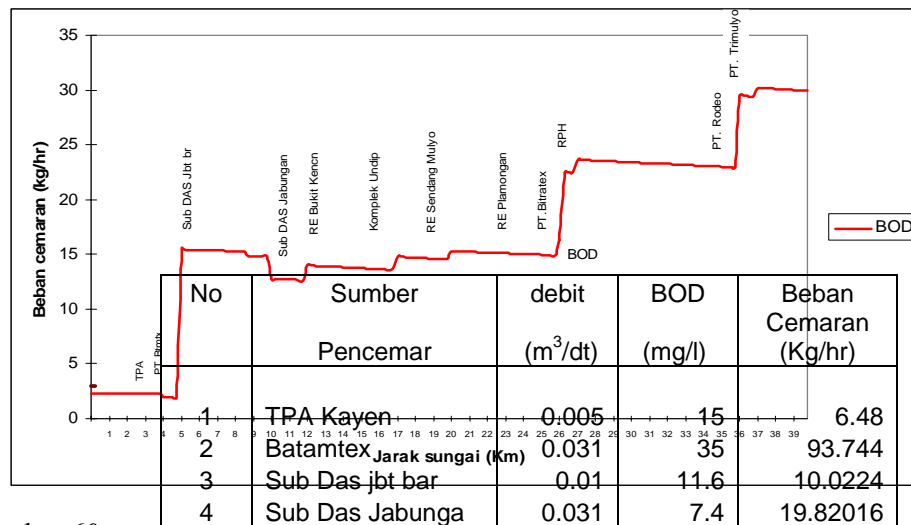 35
30
25
20
15
10
5
0
Beban cemaran (kg/hr)
TPA
Sub DAS Jbt br
Sub DAS Jabungan
RE Bukit Kencn
Komplek Undip
RE Sendang Mulyo
RE Plamongan
PT.Bitratex
RPH
PT. Rodeo
PT. Trimulyo
BOD
BOD
1 2 3 4 5 6 7 8 9 10 11 12 13 14 15 16 17 18 19 20 21 22 23 24 25 26 27 28 29 30 31 32 33 34 35 36 37 38 39
Jarak sungai (Km)
No Sumber Pencemar debit (m³/dt) BOD (mg/l) Beban Cemaran (Kg/hr)
1 TPA Kayen 0.005 15 6.48
2 Batamtex 0.031 35 93.744
3 Sub Das jbt bar 0.01 11.6 10.0224
4 Sub Das Jabunga 0.031 7.4 19.82016